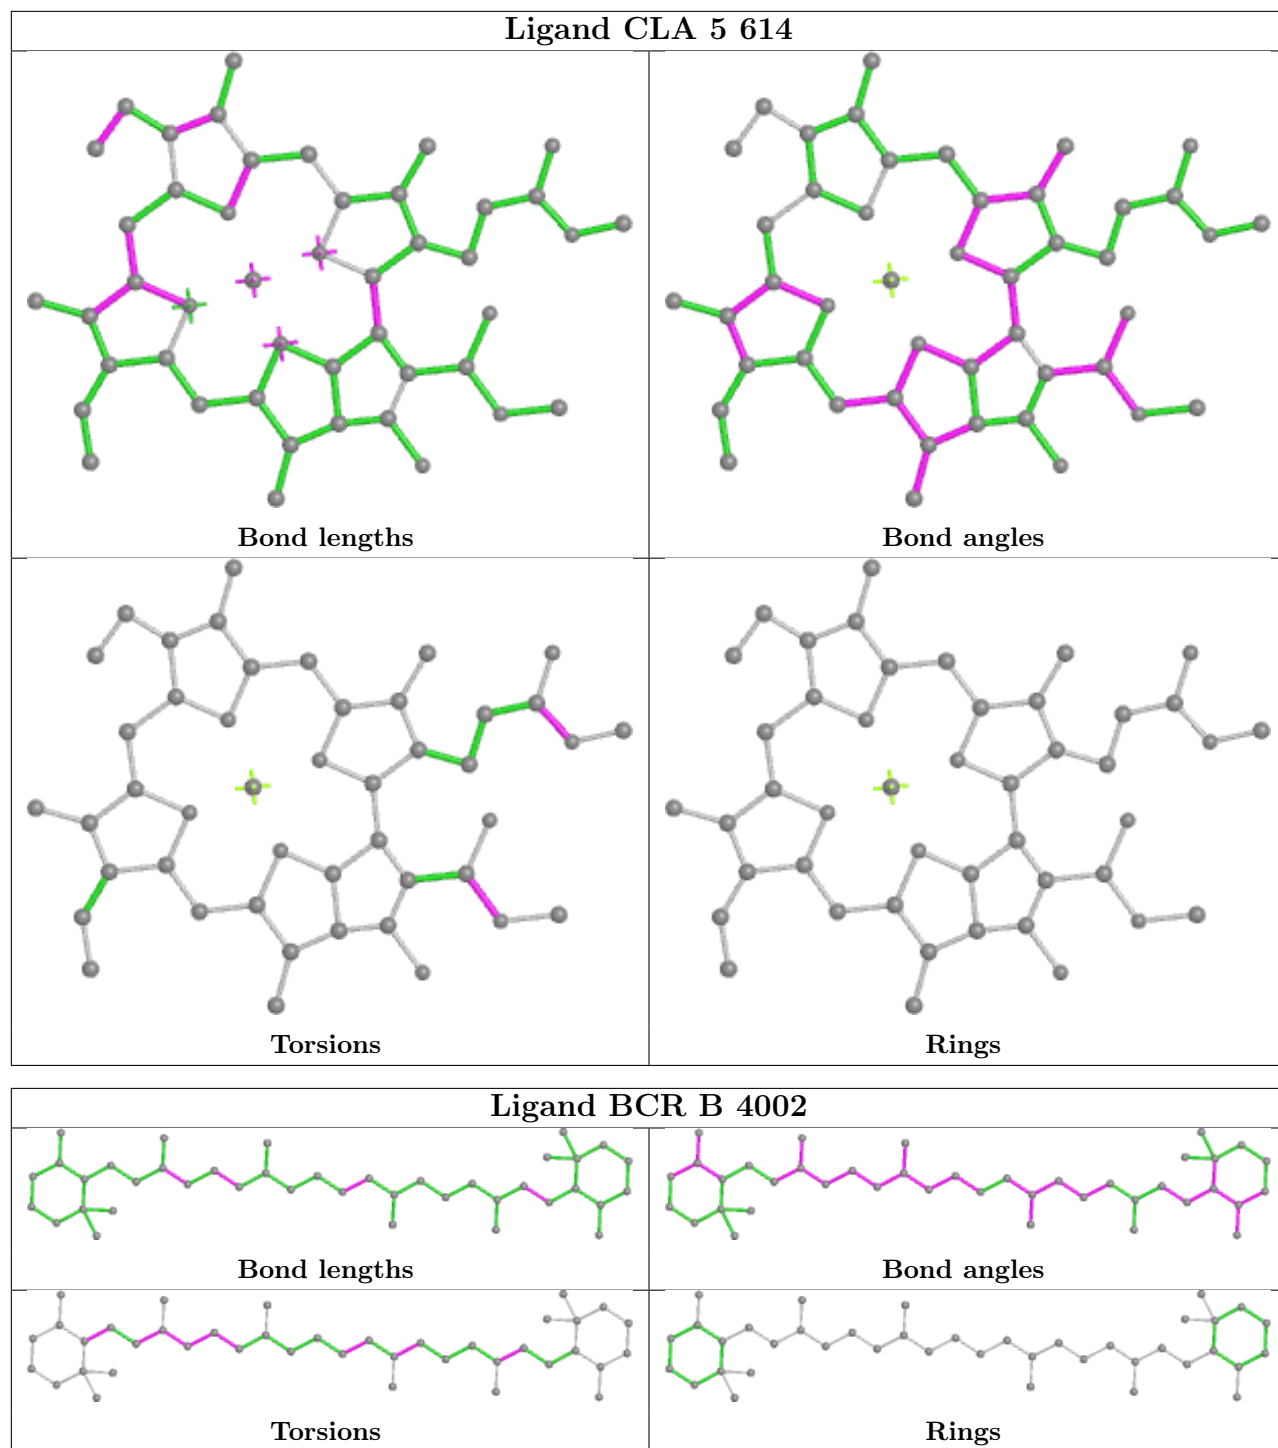 Ligand CLA 5 614
Bond lengths
Bond angles
Torsions
Rings
Ligand BCR B 4002
Bond lengths
Bond angles
Torsions
Rings